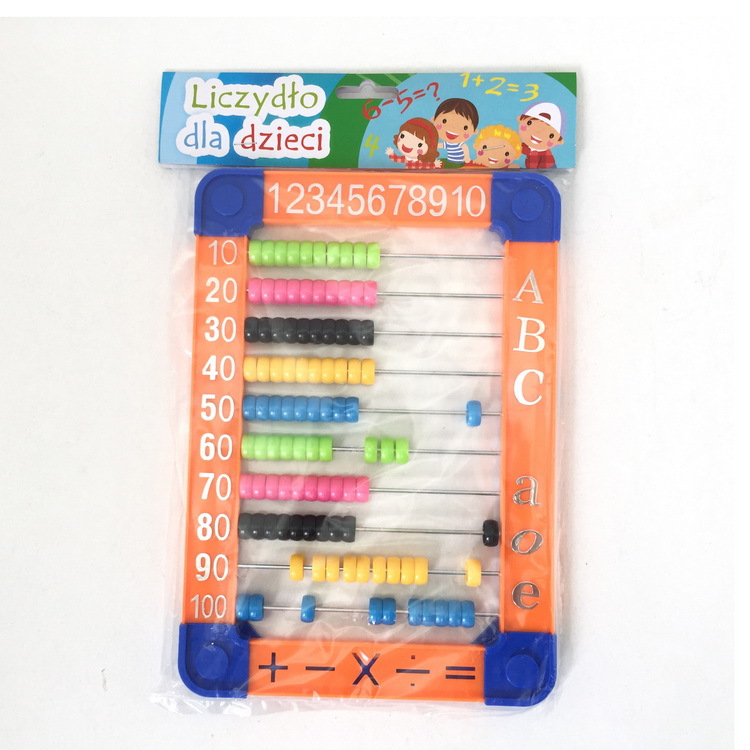 Liczydło
dla dzieci
6-5=?
1+2=3
4
12345678910
10
20
30
40
50
60
70
80
90
100
A
B
C
a
o
e
+ - x ÷ =